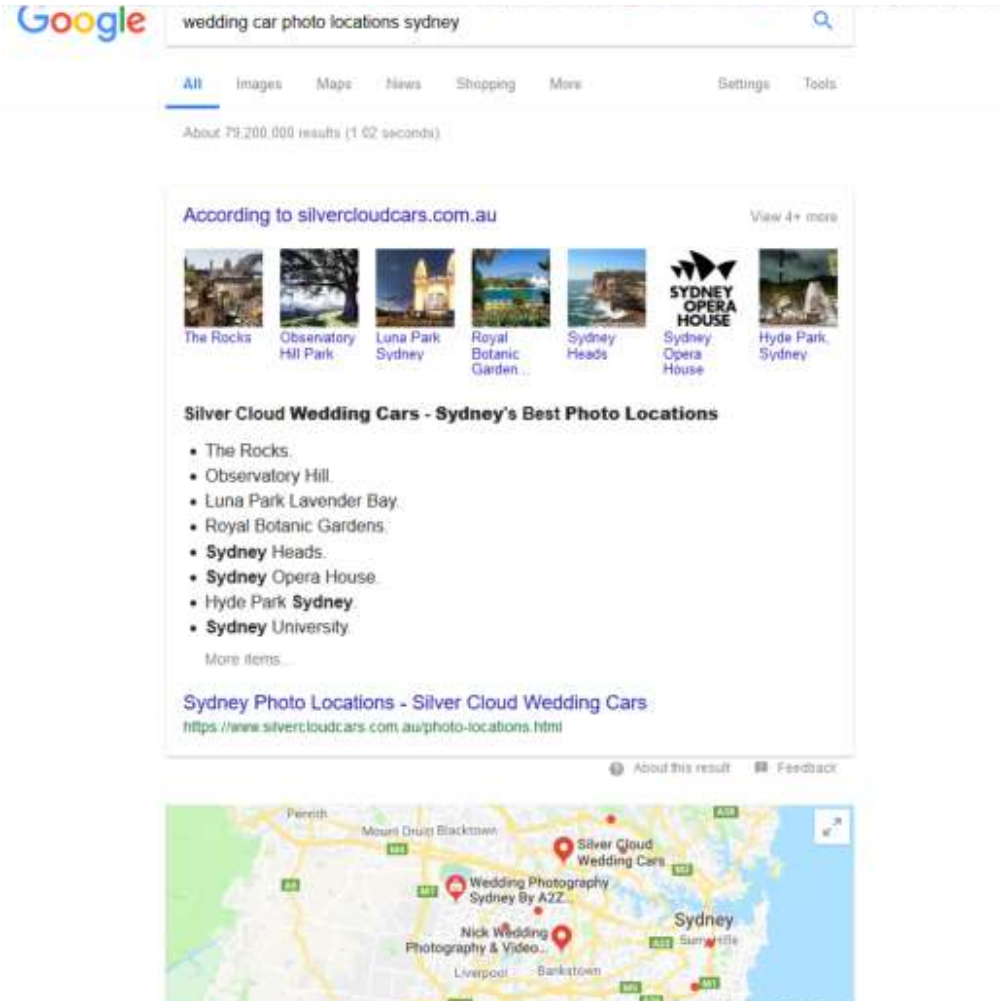 Google
wedding car photo locations sydney
All Images Maps News Shopping More Settings Tools
About 79,200,000 results (1.02 seconds)
According to silvercloudcars.com.au View 4+ more
SYDNEY
OPERA
HOUSE
The Rocks
Observatory
Hill Park
Luna Park
Sydney
Royal
Botanic
Garden...
Sydney
Heads
Sydney
Opera
House
Hyde Park,
Sydney
Silver Cloud Wedding Cars - Sydney's Best Photo Locations
• The Rocks.
• Observatory Hill.
• Luna Park Lavender Bay.
• Royal Botanic Gardens.
• Sydney Heads.
• Sydney Opera House.
• Hyde Park Sydney.
• Sydney University.
More items...
Sydney Photo Locations - Silver Cloud Wedding Cars
https://www.silvercloudcars.com.au/photo-locations.html
About this result Feedback
Penrith
Mount Druitt Blacktown
Silver Cloud
Wedding Cars
M2
Wedding Photography
Sydney By A2Z...
Sydney
Nick Wedding
Photography & Video...
Surry Hills
Liverpool Bankstown
M5
M1